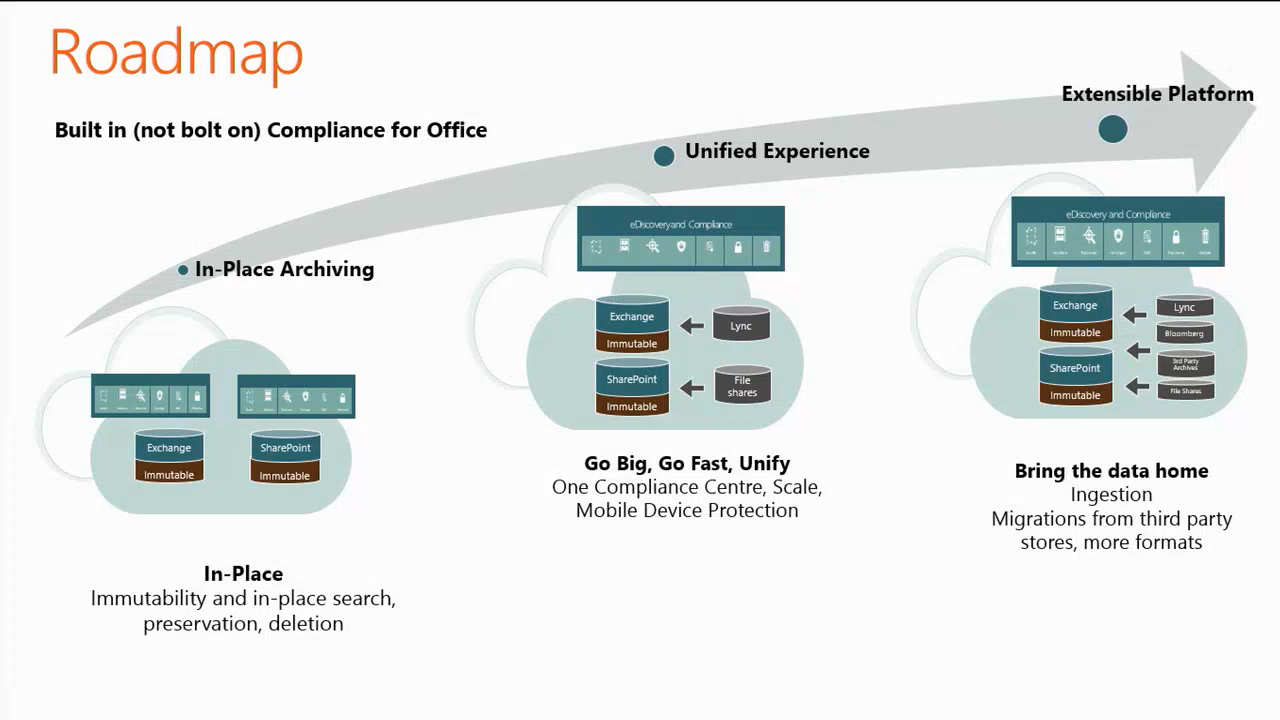 Roadmap
Built in (not bolt on) Compliance for Office
In-Place Archiving
Unified Experience
Extensible Platform
Exchange
Immutable
SharePoint
Immutable
In-Place
Immutability and in-place search,
preservation, deletion
eDiscovery and Compliance
Exchange
Immutable
Lync
SharePoint
Immutable
File
shares
Go Big, Go Fast, Unify
One Compliance Centre, Scale,
Mobile Device Protection
eDiscovery and Compliance
Exchange
Immutable
SharePoint
Immutable
Lync
Bloomberg
3rd Party
Archives
File Shares
Bring the data home
Ingestion
Migrations from third party
stores, more formats